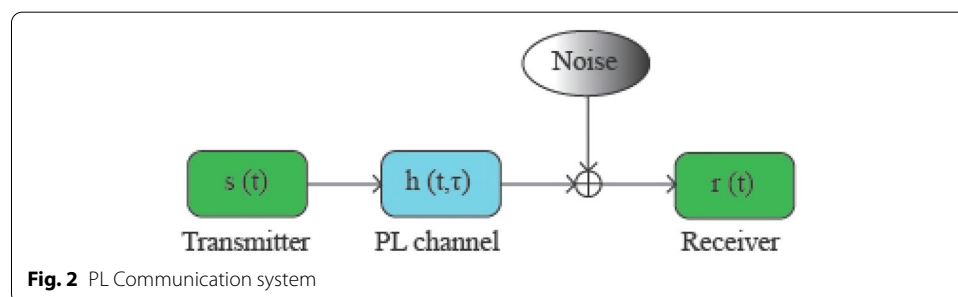 Noise
s (t)
h (t,τ)
r (t)
Transmitter
PL channel
Receiver
Fig. 2 PL Communication system